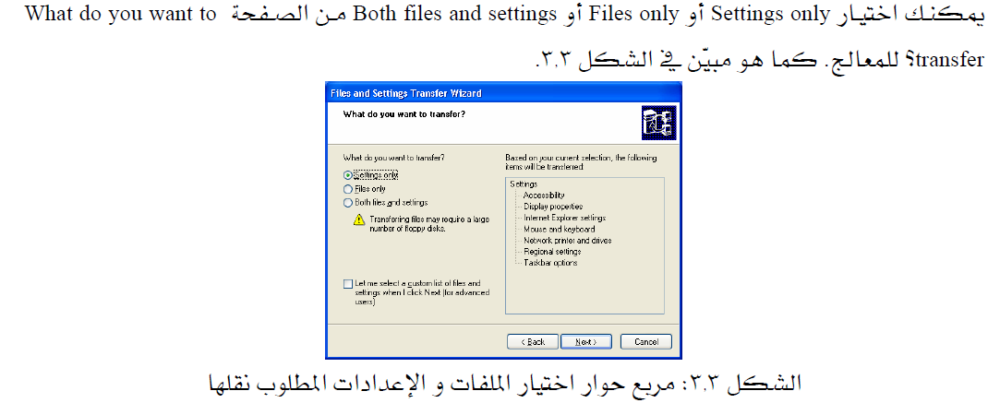 يمكنك اختيار Settings only أو Files only أو Both files and settings من الصفحة What do you want to
transfer؟ للمعالج. كما هو مبيّن في الشكل ٣,٣.
Files and Settings Transfer Wizard
What do you want to transfer?
What do you want to transfer?
Settings only
Files only
Both files and settings
Transferring files may require a large
number of floppy disks.
Let me select a custom list of files and
settings when I click Next (for advanced
users)
Based on your current selection, the following
items will be transferred:
Settings
Accessibility
Display properties
Internet Explorer settings
Mouse and keyboard
Network printer and drives
Regional settings
Taskbar options
< Back
Next >
Cancel
الشكل ٣,٣: مربع حوار اختيار الملفات و الإعدادات المطلوب نقلها